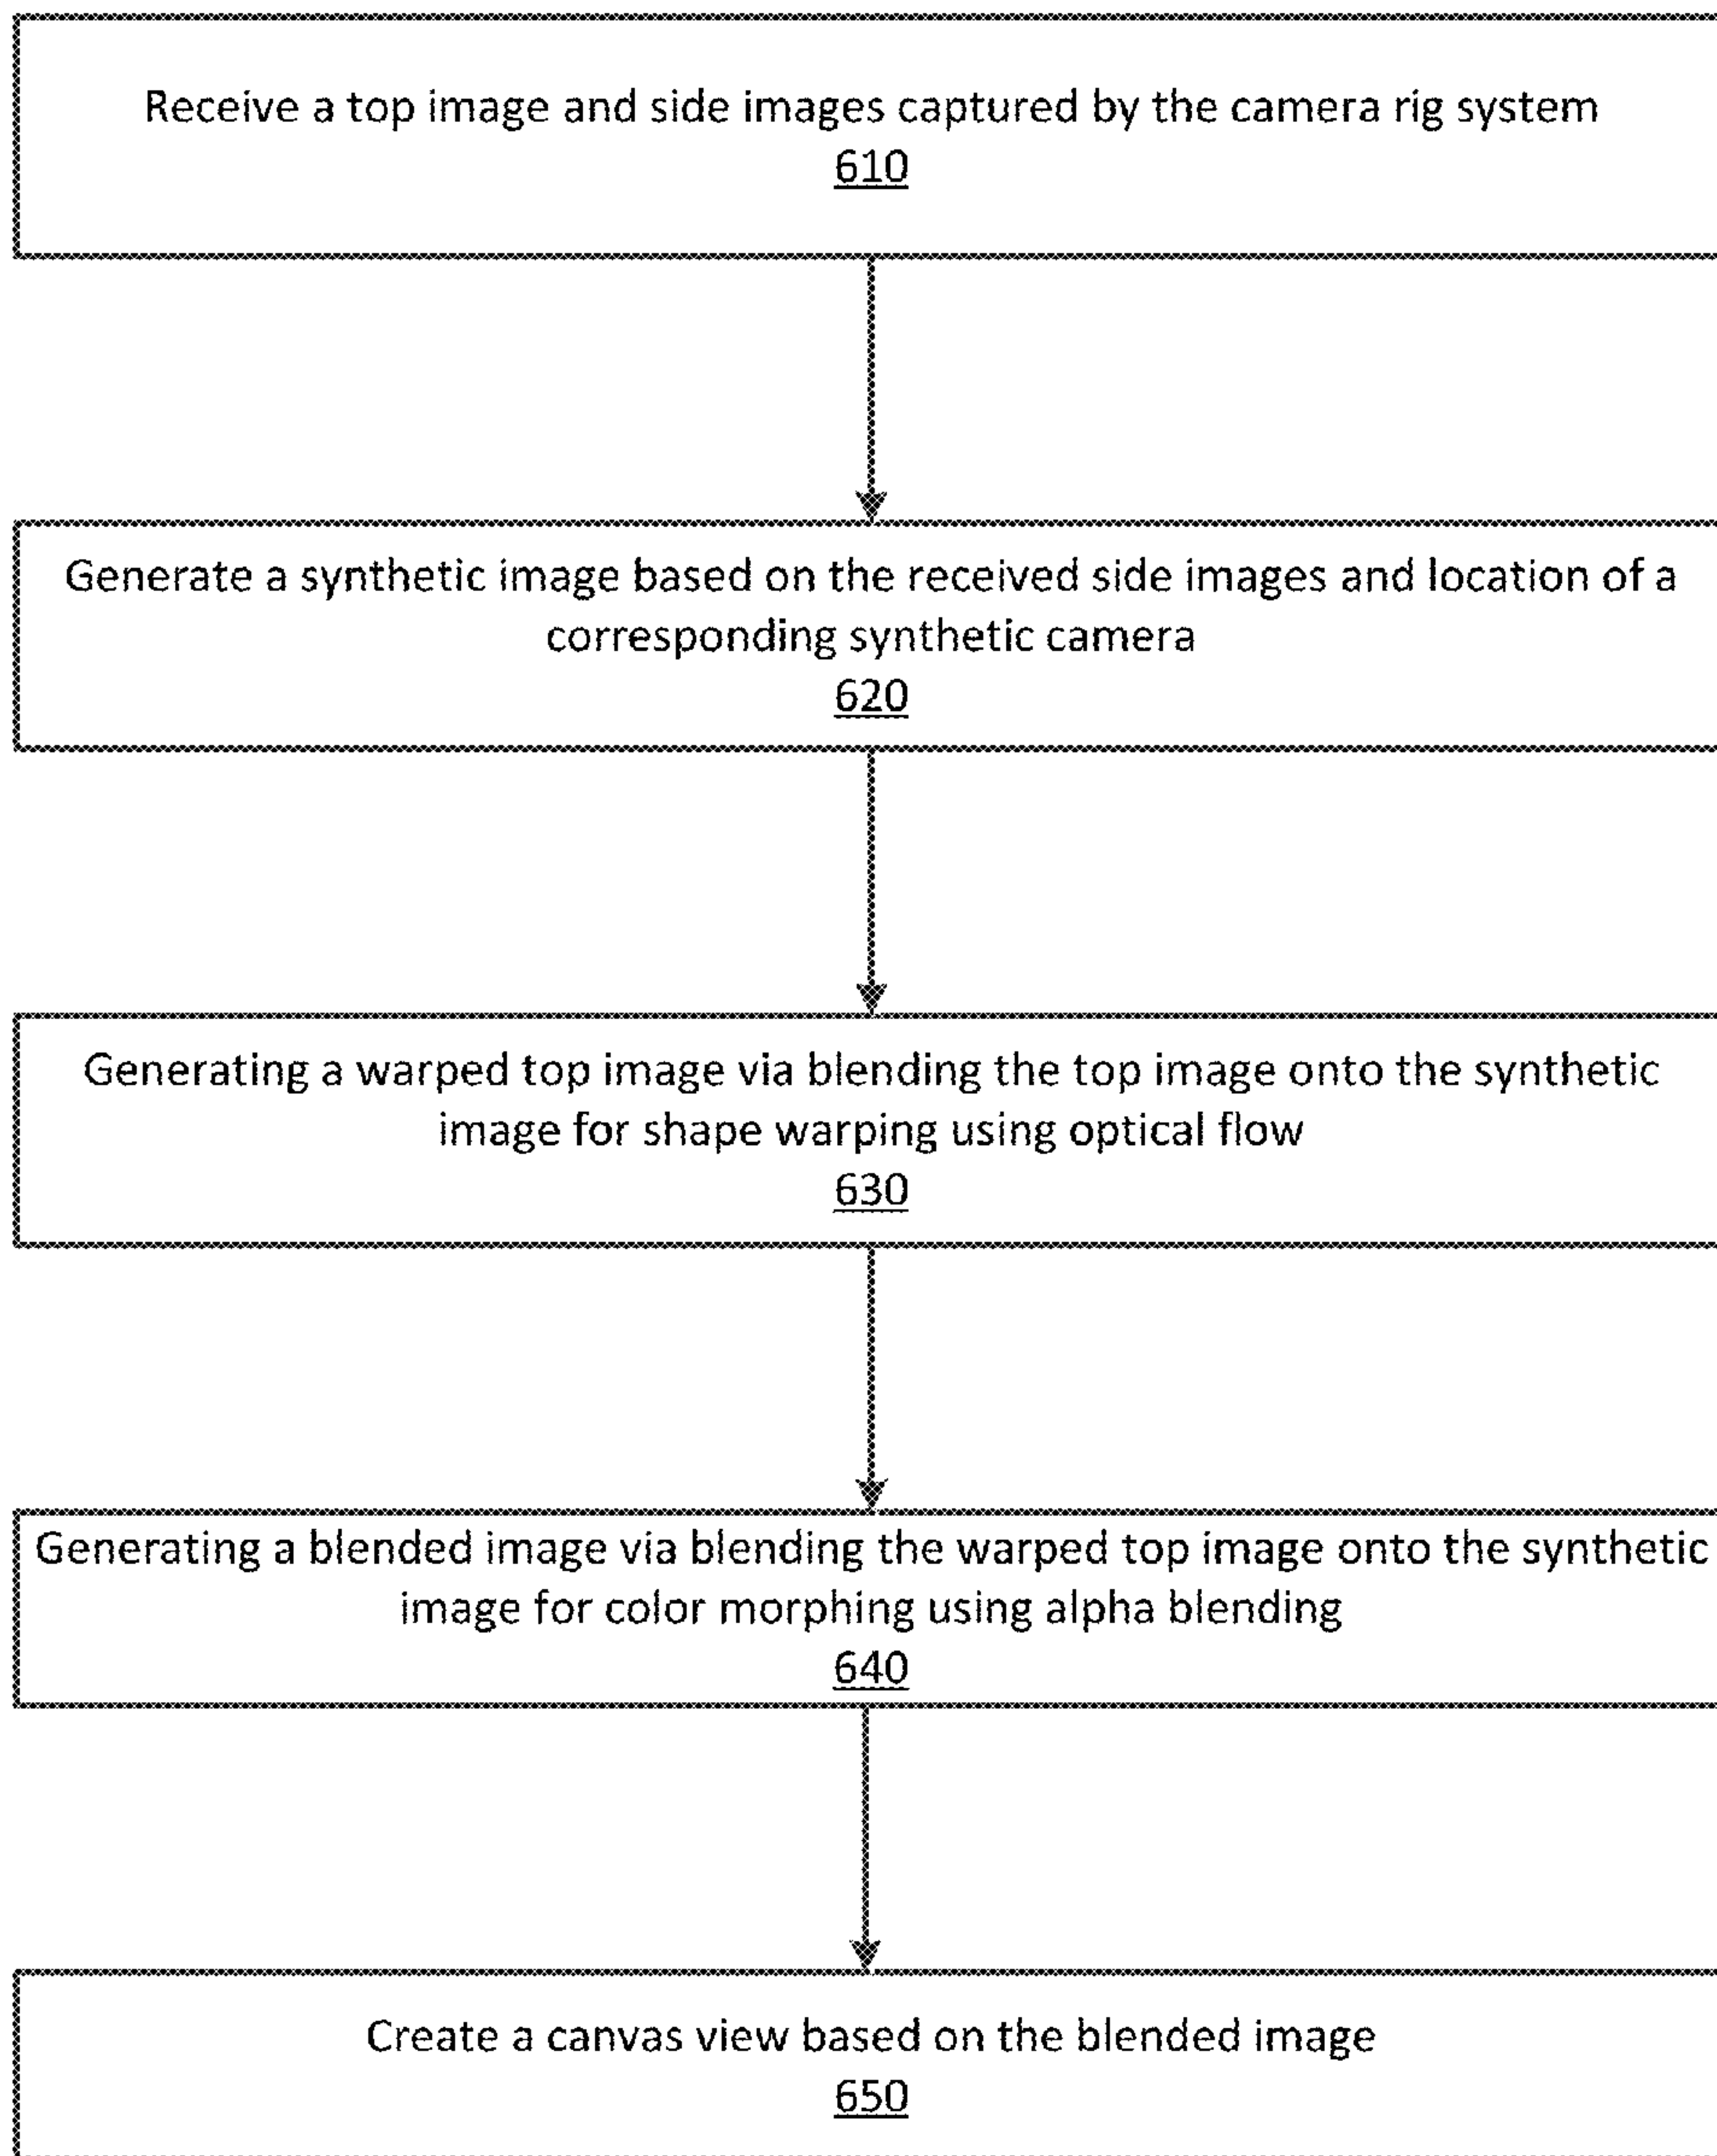 Receive a top image and side images captured by the camera rig system
610
Generate a synthetic image based on the received side images and location of a
corresponding synthetic camera
620
Generating a warped top image via blending the top image onto the synthetic
image for shape warping using optical flow
630
Generating a blended image via blending the warped top image onto the synthetic
image for color morphing using alpha blending
640
Create a canvas view based on the blended image
650